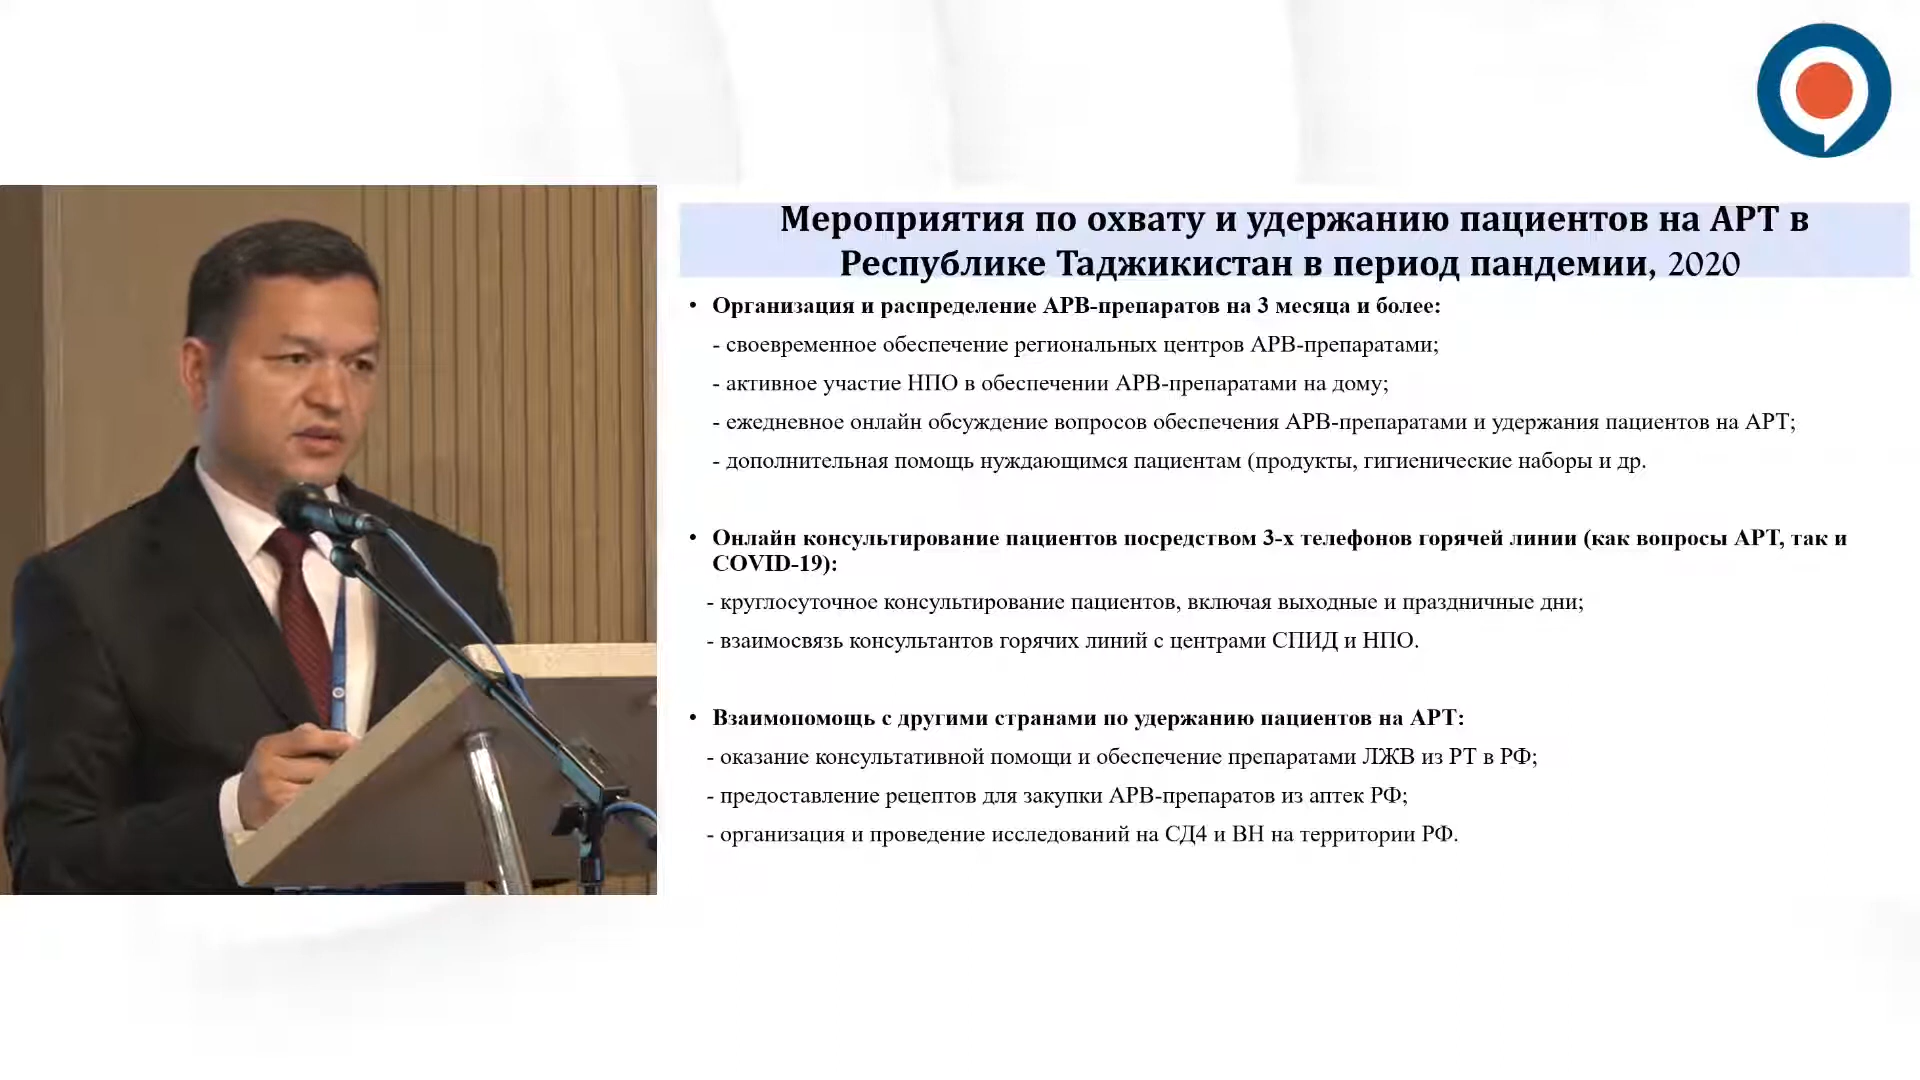 Мероприятия по охвату и удержанию пациентов на АРТ в
Республике Таджикистан в период пандемии, 2020
• Организация и распределение АРВ-препаратов на 3 месяца и более:
- своевременное обеспечение региональных центров АРВ-препаратами;
- активное участие НПО в обеспечении АРВ-препаратами на дому;
- ежедневное онлайн обсуждение вопросов обеспечения АРВ-препаратами и удержания пациентов на АРТ;
- дополнительная помощь нуждающимся пациентам (продукты, гигиенические наборы и др.
• Онлайн консультирование пациентов посредством 3-х телефонов горячей линии (как вопросы АРТ, так и
COVID-19):
- круглосуточное консультирование пациентов, включая выходные и праздничные дни;
- взаимосвязь консультантов горячих линий с центрами СПИД и НПО.
• Взаимопомощь с другими странами по удержанию пациентов на АРТ:
- оказание консультативной помощи и обеспечение препаратами ЛЖВ из РТ в РФ;
- предоставление рецептов для закупки АРВ-препаратов из аптек РФ;
- организация и проведение исследований на СД4 и ВН на территории РФ.